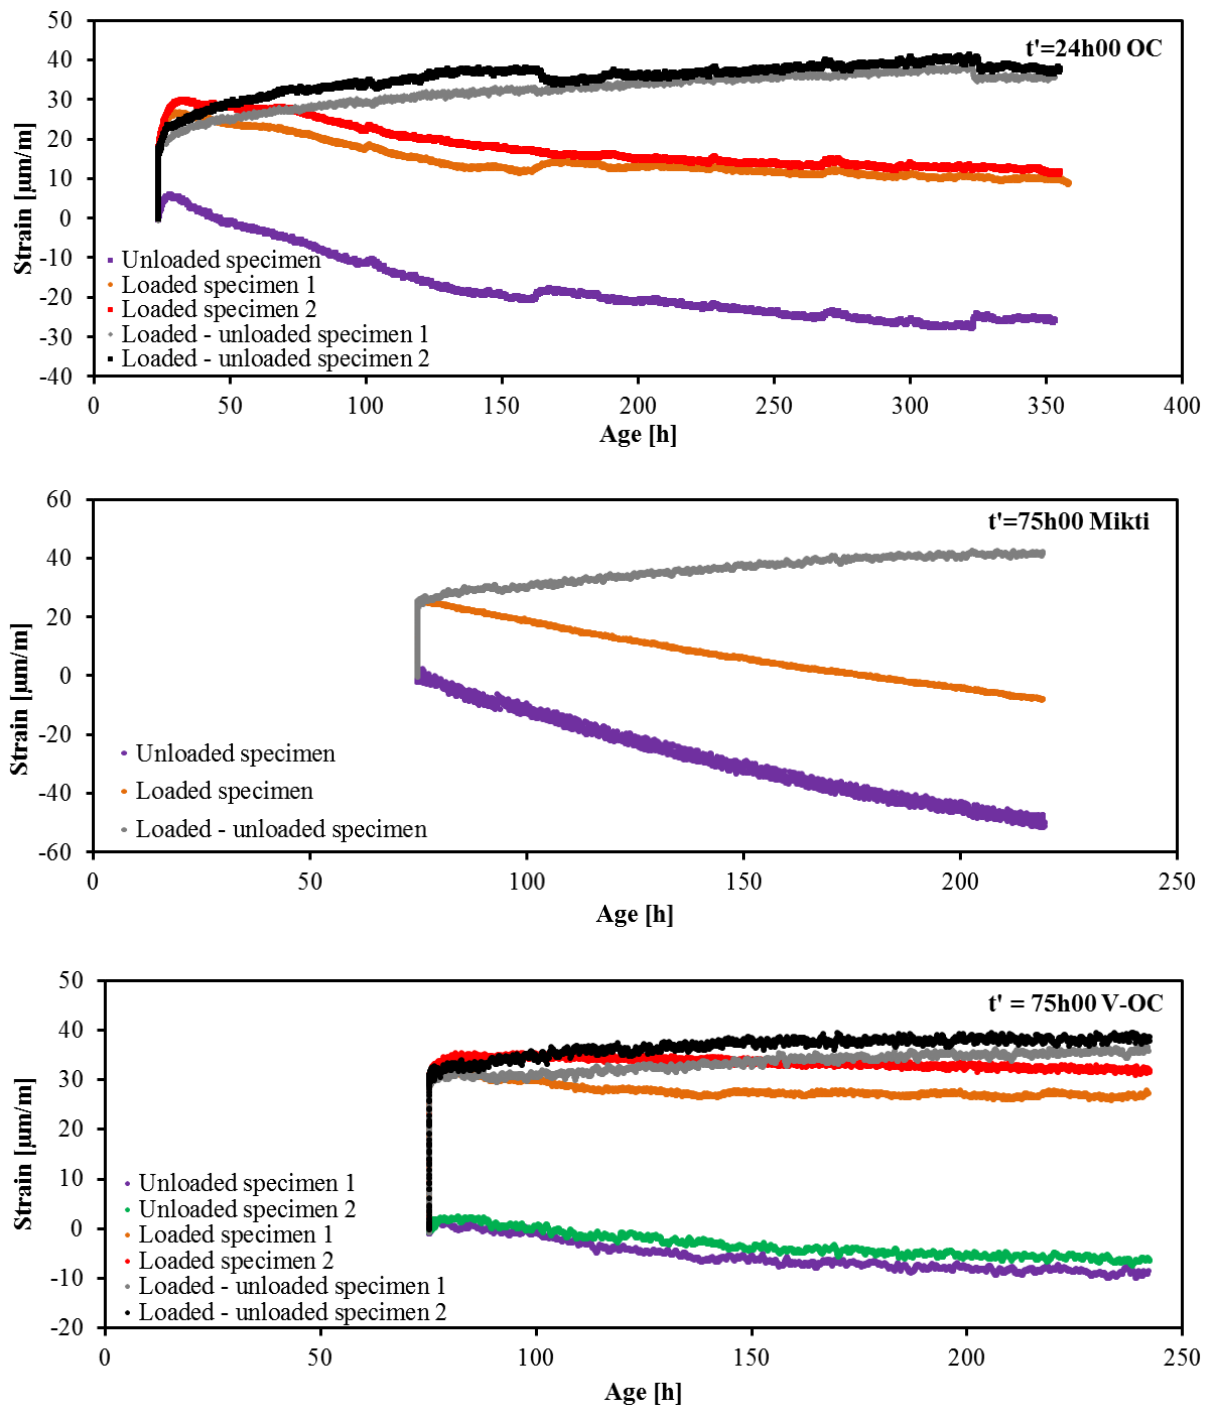 50
40
30
20
10
0
-10
-20
-30
-40
Strain [µm/m]
t'=24h00 OC
Unloaded specimen
Loaded specimen 1
Loaded specimen 2
Loaded - unloaded specimen 1
Loaded - unloaded specimen 2
0 50 100 150 200 250 300 350 400
Age [h]
60
40
20
0
-20
-40
-60
Strain [µm/m]
t'=75h00 Mikti
Unloaded specimen
Loaded specimen
Loaded - unloaded specimen
0 50 100 150 200 250
Age [h]
50
40
30
20
10
0
-10
-20
Strain [µm/m]
t' = 75h00 V-OC
Unloaded specimen 1
Unloaded specimen 2
Loaded specimen 1
Loaded specimen 2
Loaded - unloaded specimen 1
Loaded - unloaded specimen 2
0 50 100 150 200 250
Age [h]